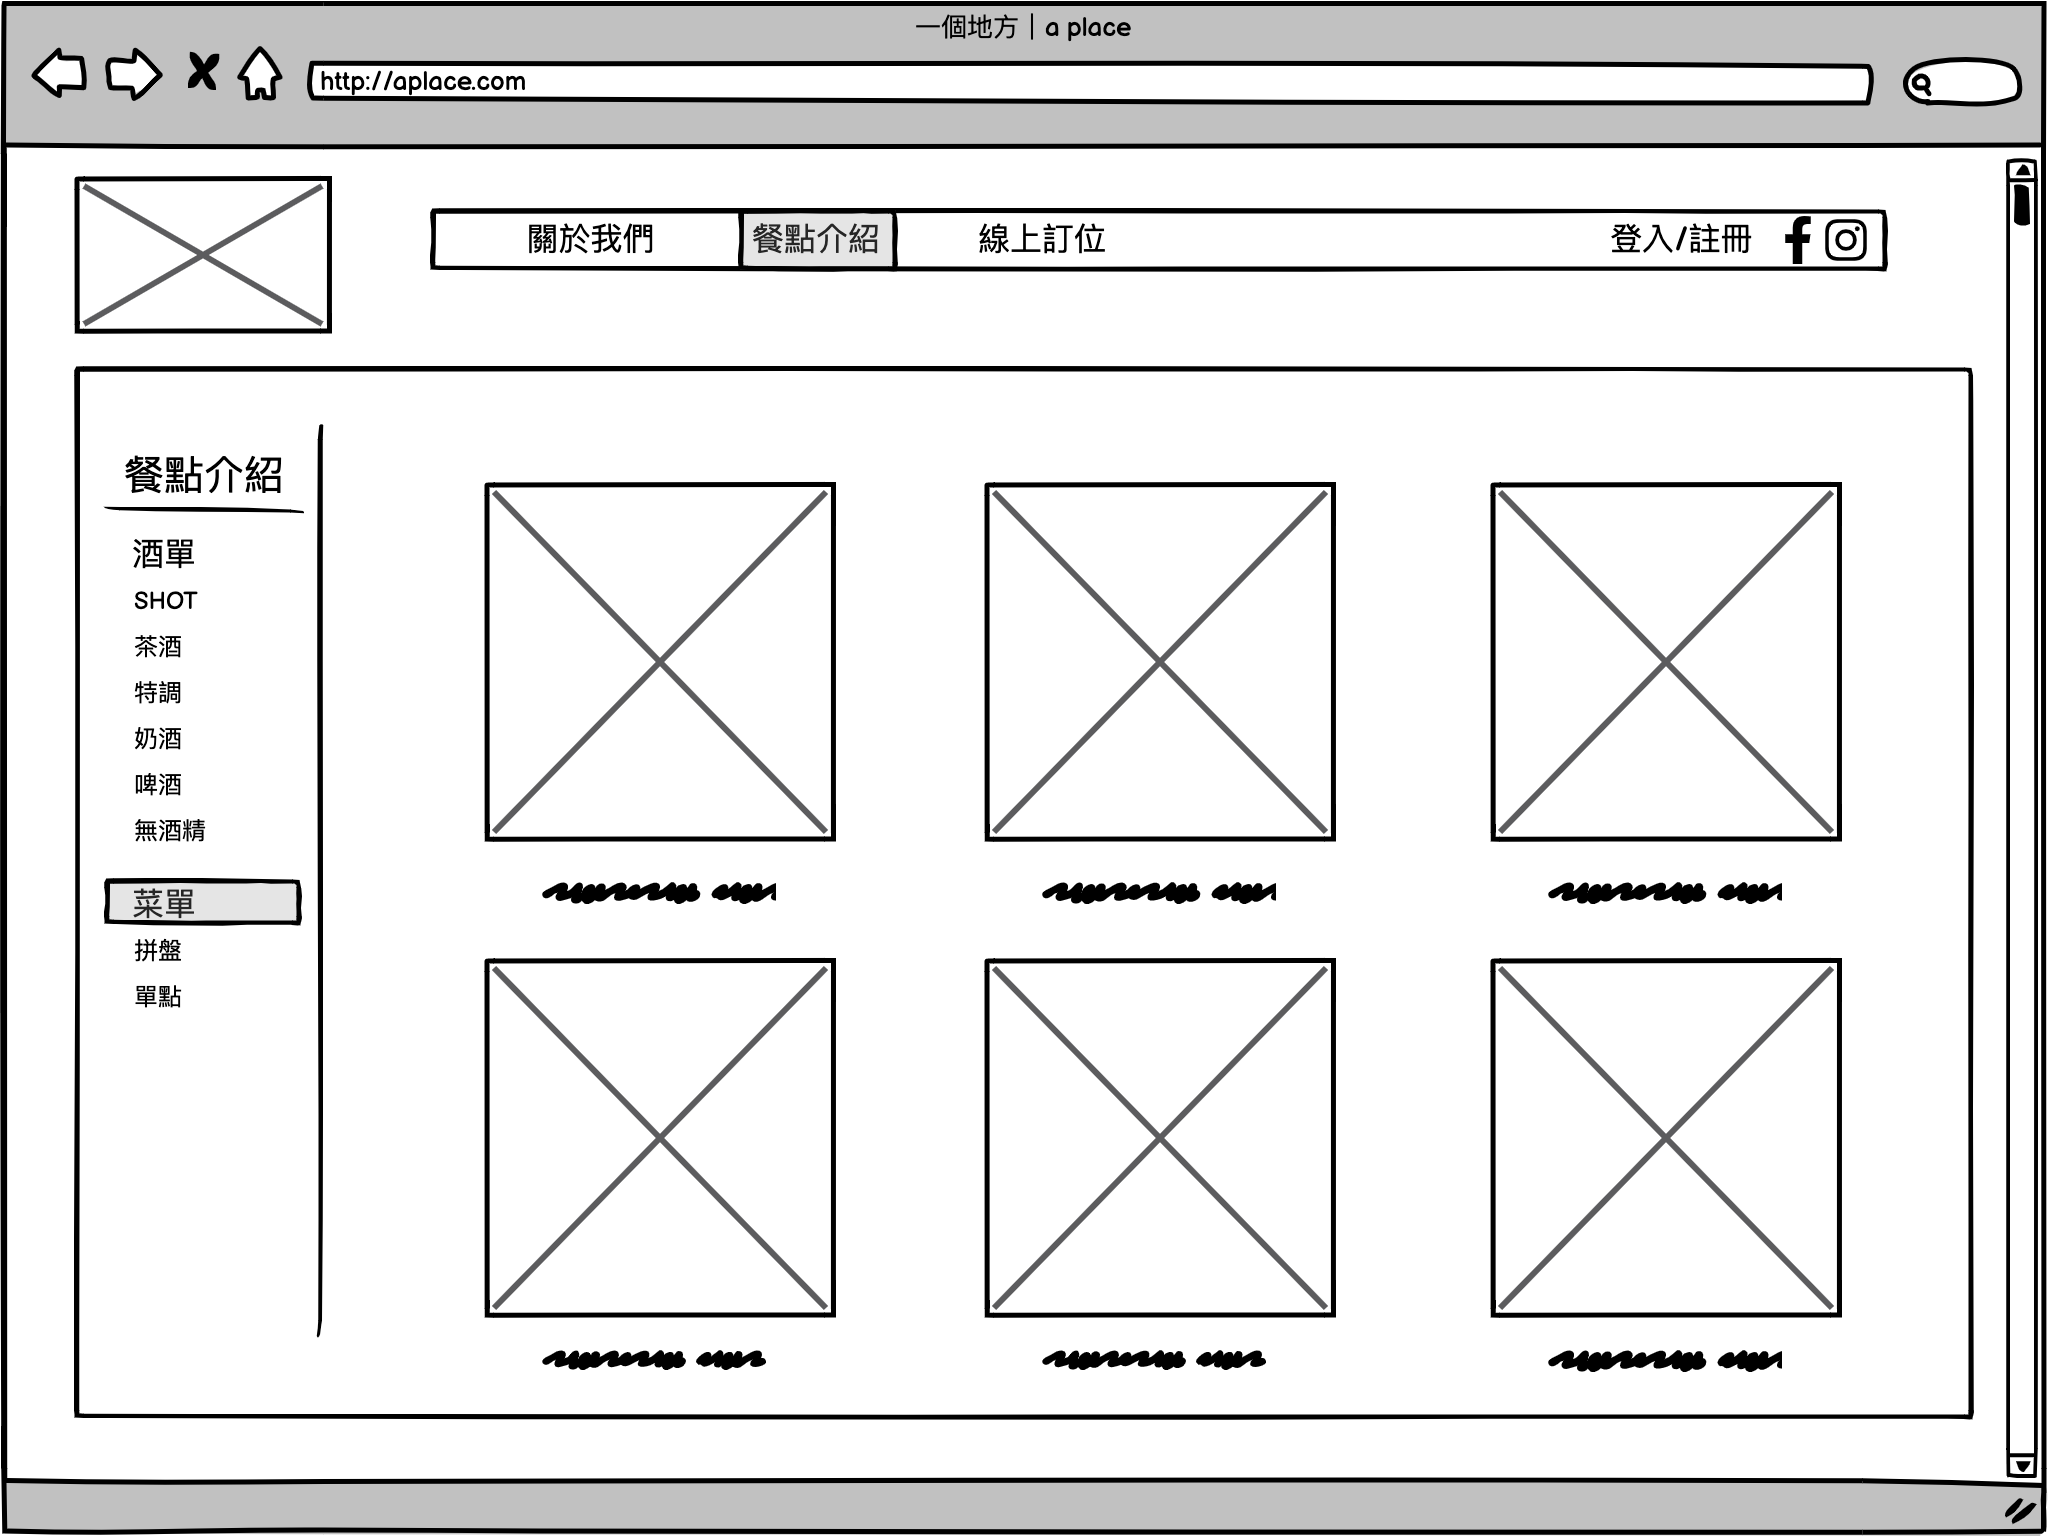 一個地方｜a place
http://aplace.com
關於我們 餐點介紹 線上訂位 登入/註冊
餐點介紹
酒單
SHOT
茶酒
特調
奶酒
啤酒
無酒精
菜單
拼盤
單點